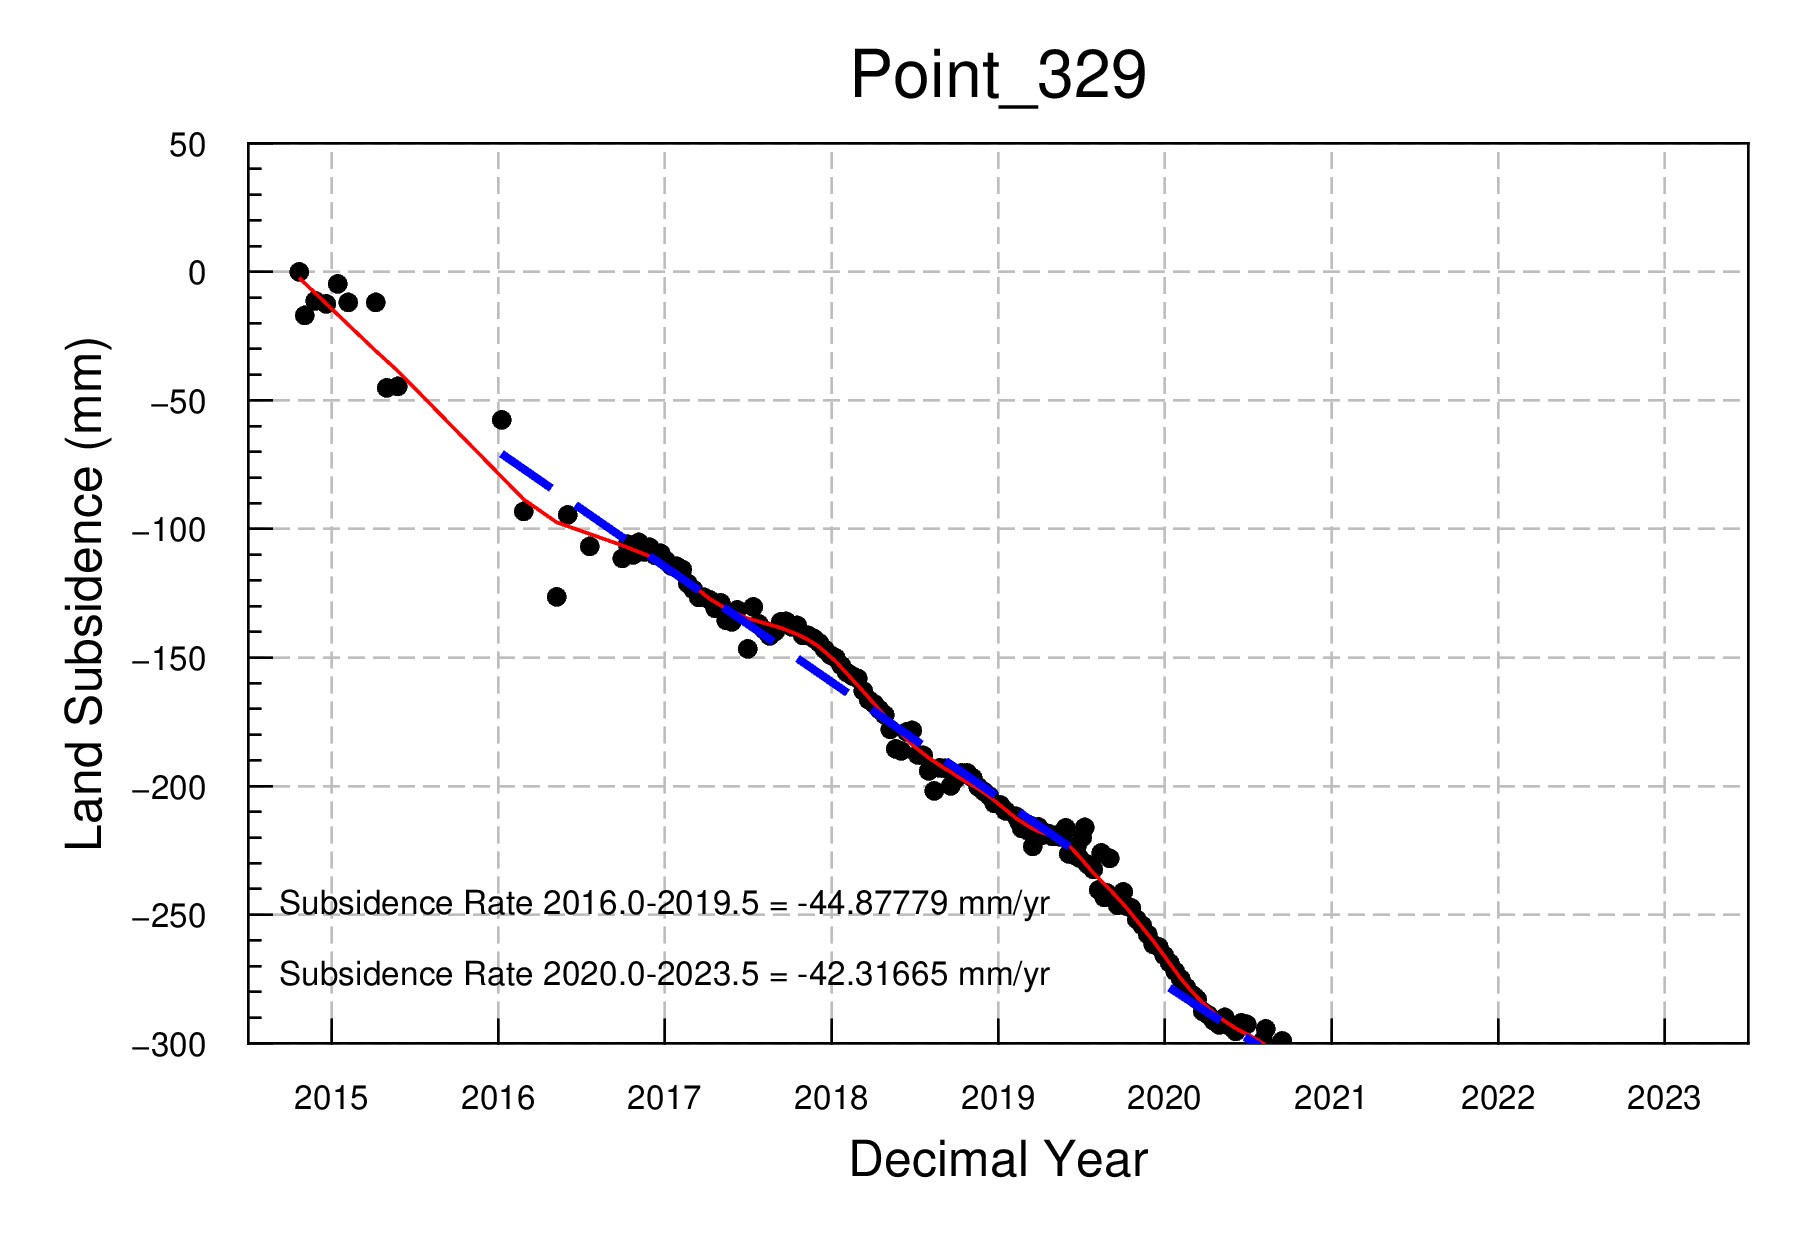 Point_329
50
0
−50
−100
−150
−200
−250
−300
Land Subsidence (mm)
Subsidence Rate 2016.0-2019.5 = -44.87779 mm/yr
Subsidence Rate 2020.0-2023.5 = -42.31665 mm/yr
2015 2016 2017 2018 2019 2020 2021 2022 2023
Decimal Year